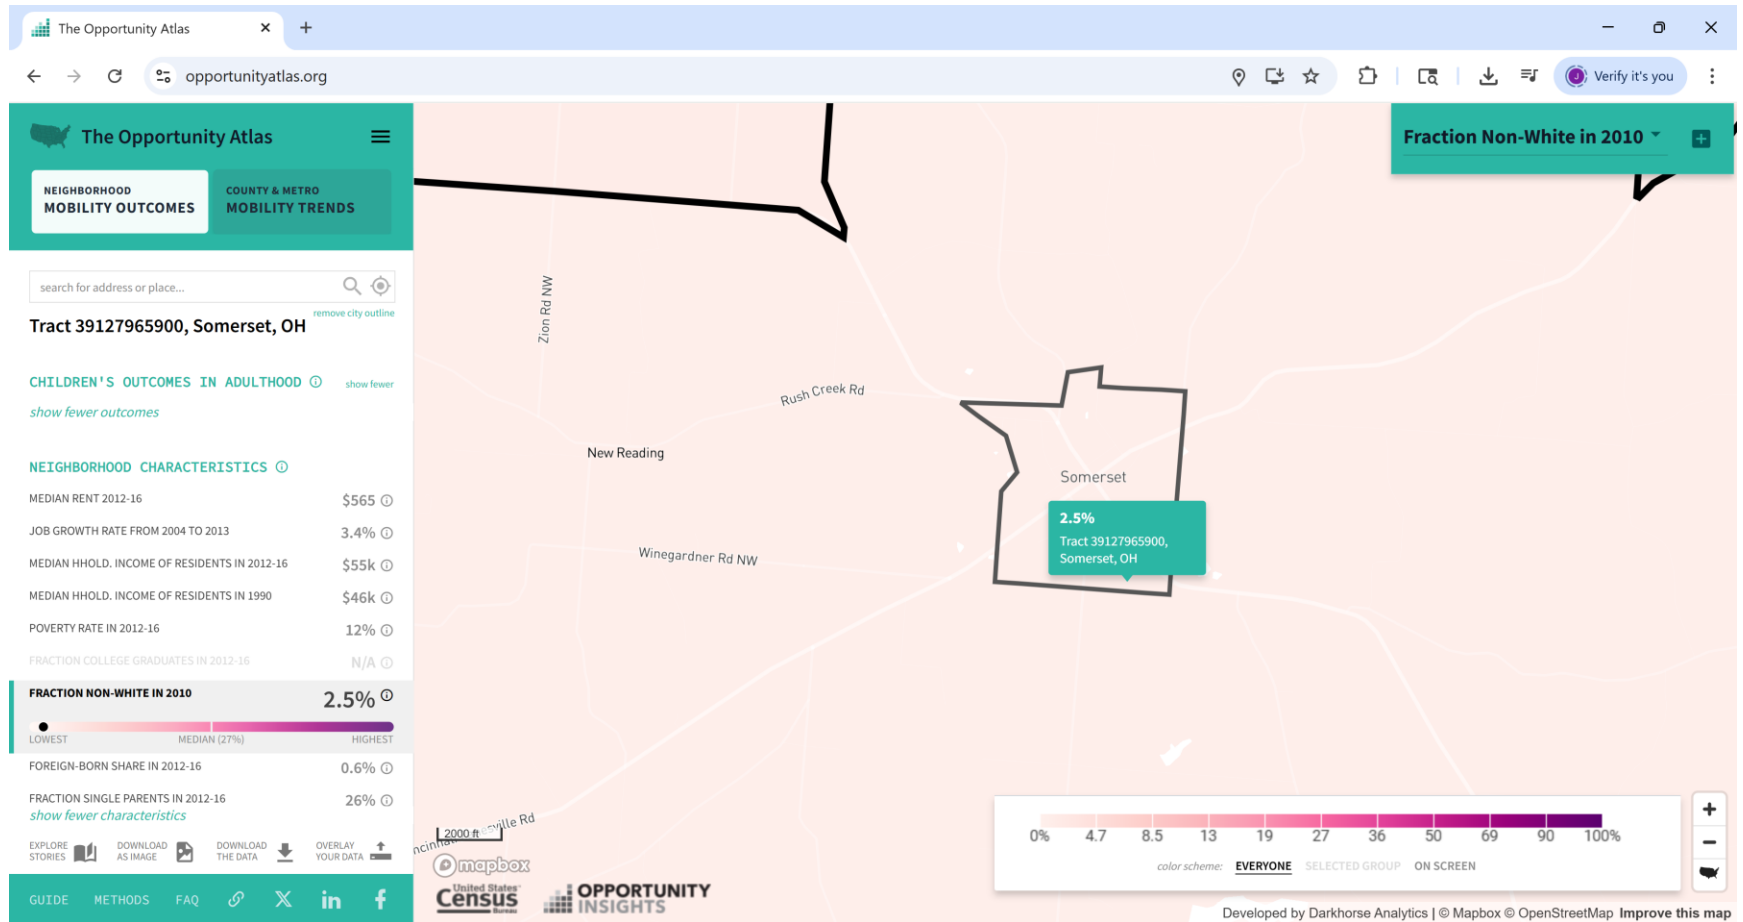 The Opportunity Atlas
opportunityatlas.org
Verify it's you
The Opportunity Atlas
NEIGHBORHOOD
MOBILITY OUTCOMES
COUNTY & METRO
MOBILITY TRENDS
search for address or place...
remove city outline
Tract 39127965900, Somerset, OH
CHILDREN'S OUTCOMES IN ADULTHOOD
show fewer
show fewer outcomes
NEIGHBORHOOD CHARACTERISTICS
MEDIAN RENT 2012-16 $565
JOB GROWTH RATE FROM 2004 TO 2013 3.4%
MEDIAN HHOLD. INCOME OF RESIDENTS IN 2012-16 $55k
MEDIAN HHOLD. INCOME OF RESIDENTS IN 1990 $46k
POVERTY RATE IN 2012-16 12%
FRACTION COLLEGE GRADUATES IN 2012-16 N/A
FRACTION NON-WHITE IN 2010 2.5%
LOWEST MEDIAN (27%) HIGHEST
FOREIGN-BORN SHARE IN 2012-16 0.6%
FRACTION SINGLE PARENTS IN 2012-16 26%
show fewer characteristics
EXPLORE
STORIES
DOWNLOAD
AS IMAGE
DOWNLOAD
THE DATA
OVERLAY
YOUR DATA
GUIDE METHODS FAQ
Fraction Non-White in 2010
Zion Rd NW
Rush Creek Rd
New Reading
Somerset
Winegardner Rd NW
2.5%
Tract 39127965900,
Somerset, OH
2000 ft
mapbox
United States
Census
Bureau
OPPORTUNITY
INSIGHTS
0% 4.7 8.5 13 19 27 36 50 69 90 100%
color scheme: EVERYONE SELECTED GROUP ON SCREEN
Developed by Darkhorse Analytics | © Mapbox © OpenStreetMap Improve this map